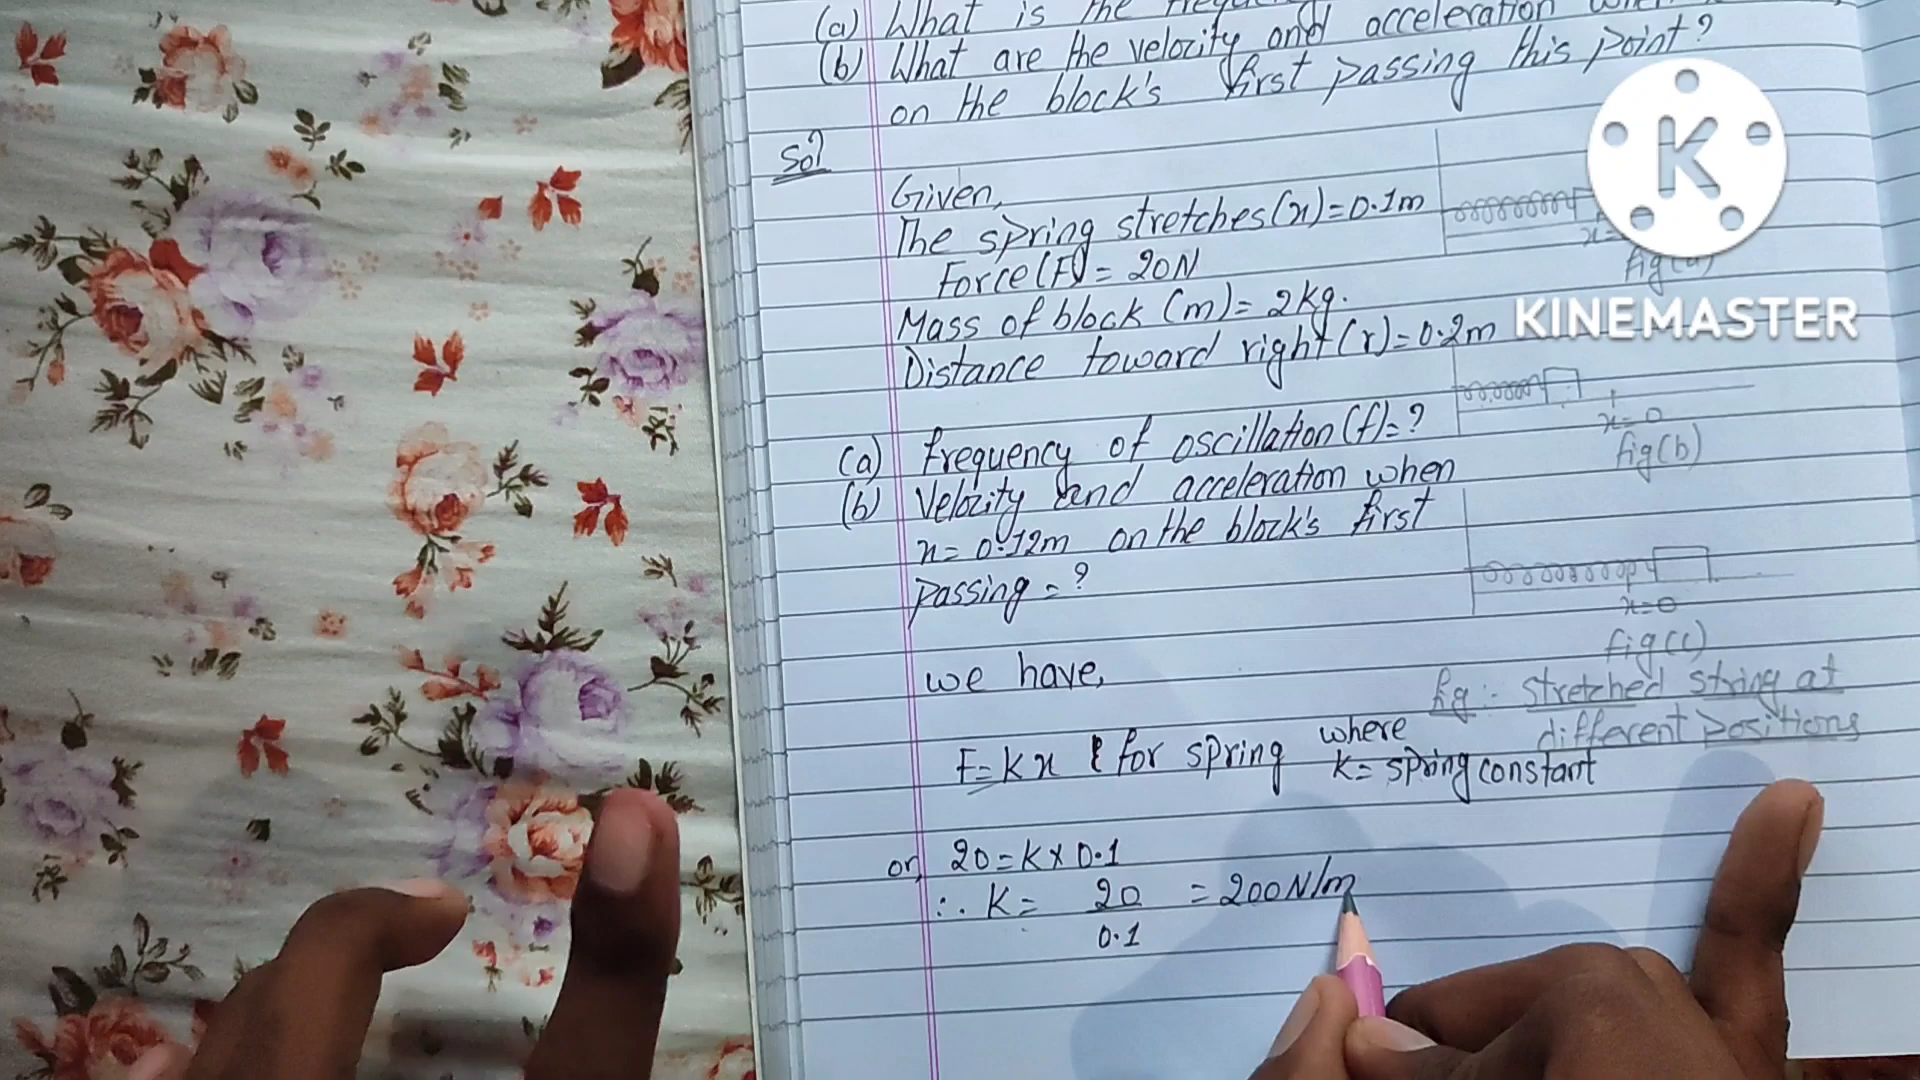 (a) What is the frequen
(b) What are the velocity and acceleration when
on the block's first passing this point?
Sol
Given,
The spring stretches(x)=0.1m
Force(F)=20N
Mass of block (m)=2kg.
Distance toward right(r)=0.2m
(a) frequency of oscillation(f)=?
(b) Velocity and acceleration when
x=0.12m on the block's first
passing=?
K
KINEMASTER
fig(a)
x=0
fig(b)
x=0
fig(c)
fig:- Stretched string at
different positions
we have,
F=Kx for spring where
K= spring constant
or, 20=K×0.1
∴ K= 20 =200N/m
0.1